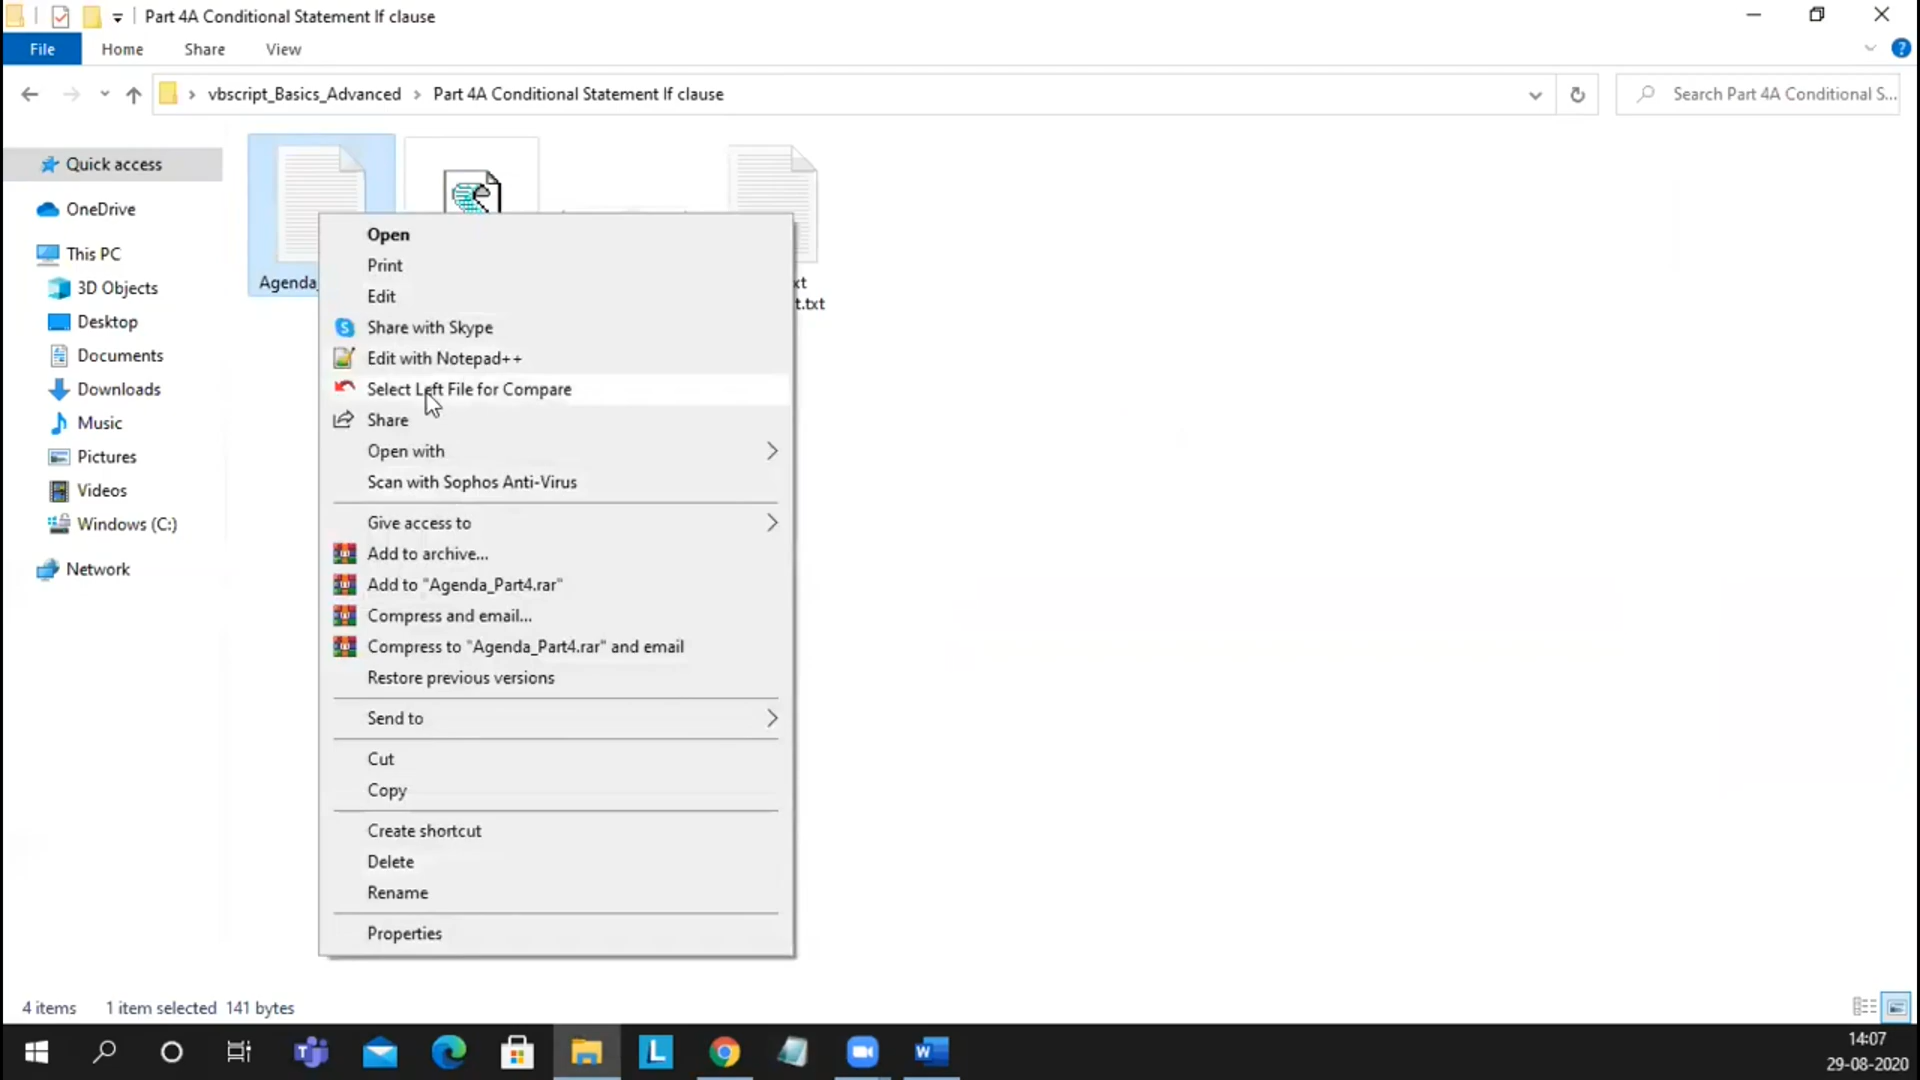 Part 4A Conditional Statement If clause
File
Home
Share
View
vbscript_Basics_Advanced
Part 4A Conditional Statement If clause
Search Part 4A Conditional S...
Quick access
OneDrive
This PC
3D Objects
Desktop
Documents
Downloads
Music
Pictures
Videos
Windows (C:)
Network
Agenda_
xt
t.txt
Open
Print
Edit
Share with Skype
Edit with Notepad++
Select Left File for Compare
Share
Open with
Scan with Sophos Anti-Virus
Give access to
Add to archive...
Add to "Agenda_Part4.rar"
Compress and email...
Compress to "Agenda_Part4.rar" and email
Restore previous versions
Send to
Cut
Copy
Create shortcut
Delete
Rename
Properties
4 items
1 item selected 141 bytes
14:07
29-08-2020